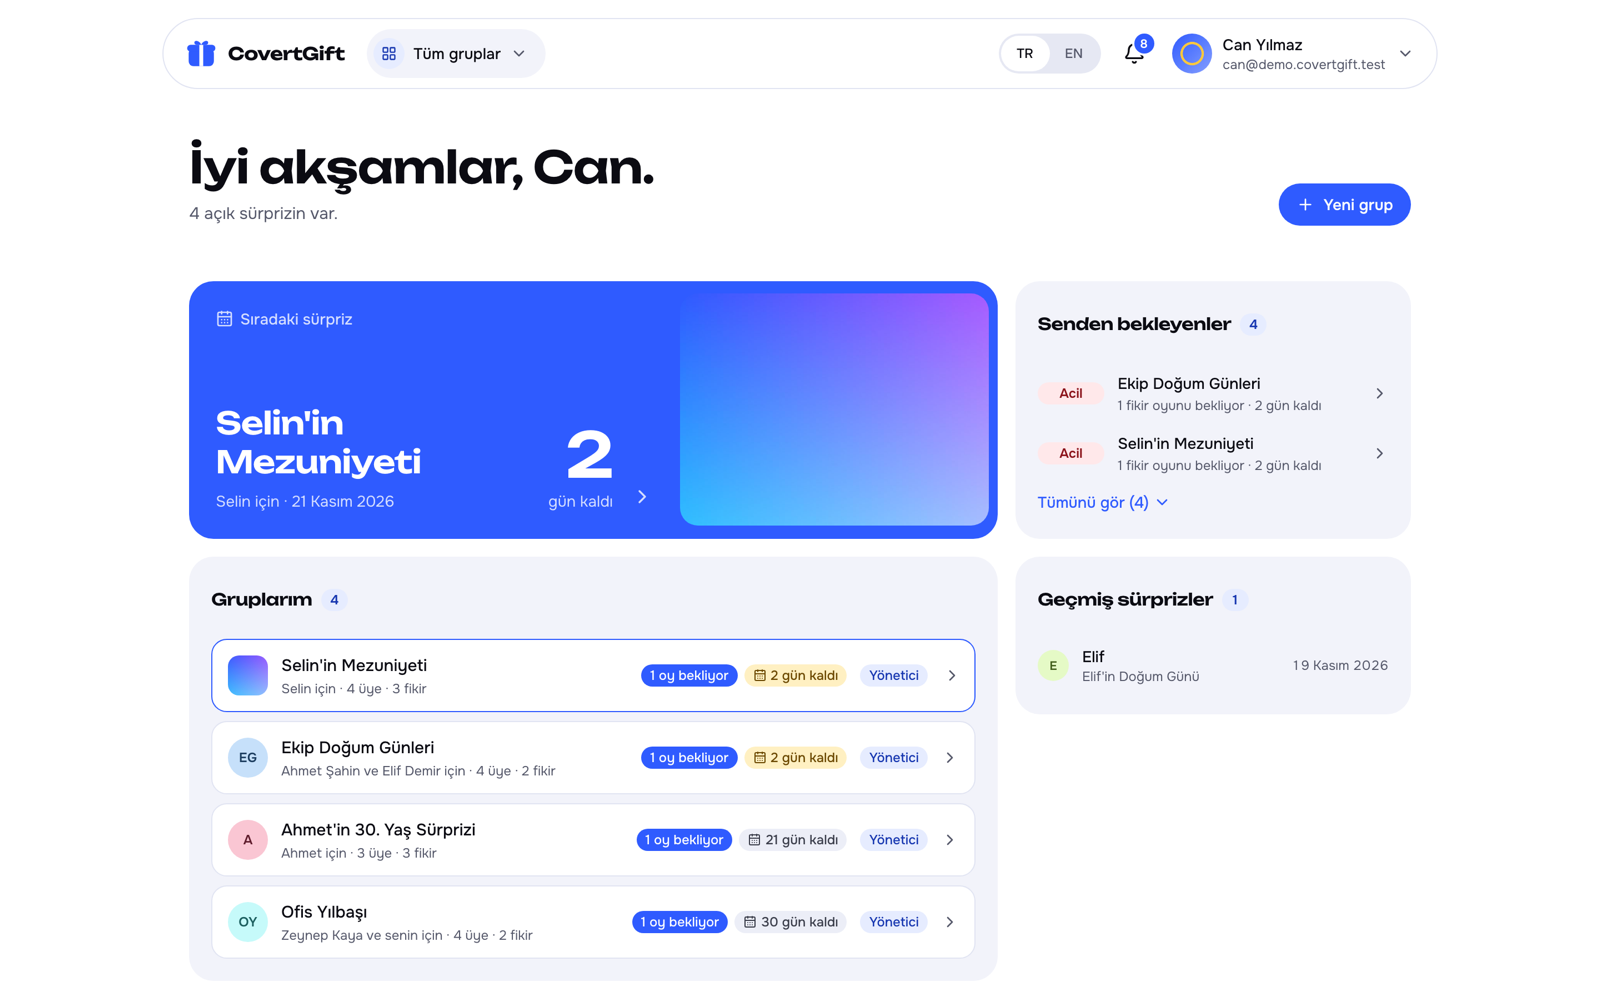 CovertGift
Tüm gruplar
TR
EN
8
Can Yılmaz
can@demo.covertgift.test
İyi akşamlar, Can.
4 açık sürprizin var.
Yeni grup
Sıradaki sürpriz
Selin'in
Mezuniyeti
Selin için · 21 Kasım 2026
2
gün kaldı
Senden bekleyenler 4
Acil
Ekip Doğum Günleri
1 fikir oyunu bekliyor · 2 gün kaldı
Acil
Selin'in Mezuniyeti
1 fikir oyunu bekliyor · 2 gün kaldı
Tümünü gör (4)
Gruplarım 4
Selin'in Mezuniyeti
Selin için · 4 üye · 3 fikir
1 oy bekliyor
2 gün kaldı
Yönetici
EG
Ekip Doğum Günleri
Ahmet Şahin ve Elif Demir için · 4 üye · 2 fikir
1 oy bekliyor
2 gün kaldı
Yönetici
A
Ahmet'in 30. Yaş Sürprizi
Ahmet için · 3 üye · 3 fikir
1 oy bekliyor
21 gün kaldı
Yönetici
OY
Ofis Yılbaşı
Zeynep Kaya ve senin için · 4 üye · 2 fikir
1 oy bekliyor
30 gün kaldı
Yönetici
Geçmiş sürprizler 1
E
Elif
Elif'in Doğum Günü
19 Kasım 2026